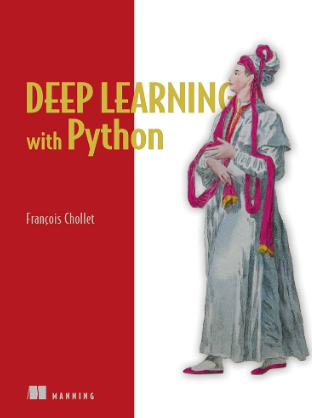 DEEP LEARNING
with Python
François Chollet
MANNING